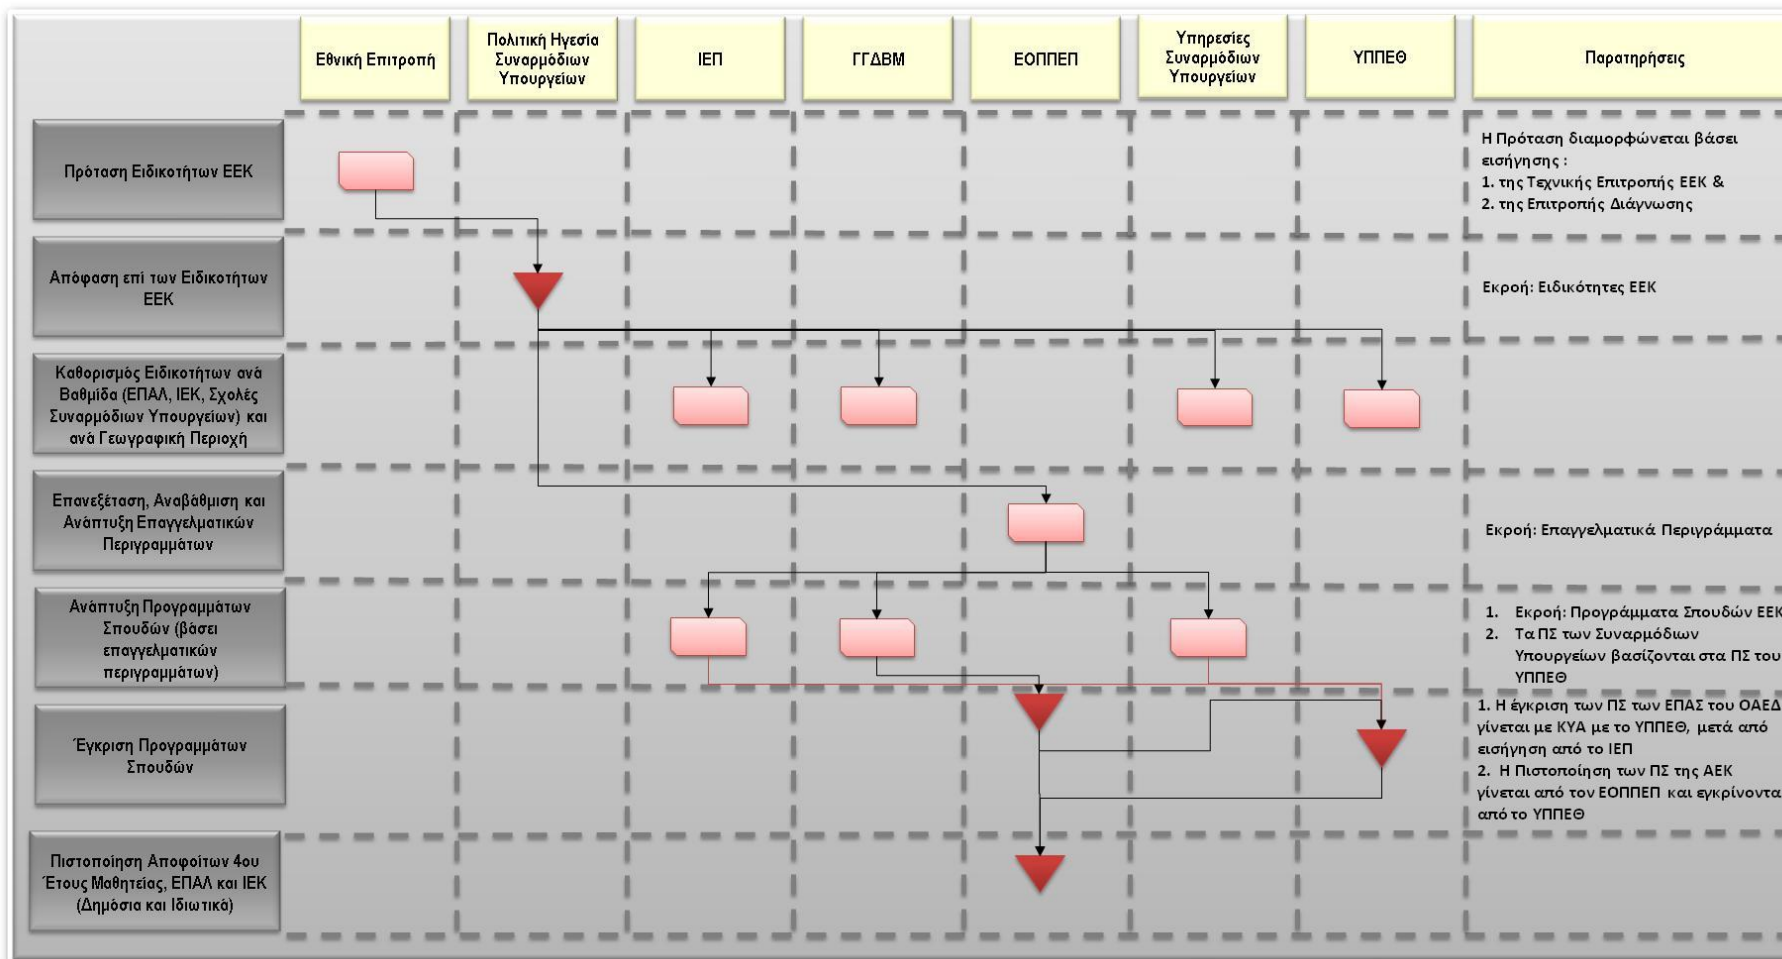 Εθνική Επιτροπή
Πολιτική Ηγεσία
Συναρμόδιων
Υπουργείων
ΙΕΠ
ΓΓΔΒΜ
ΕΟΠΠΕΠ
Υπηρεσίες
Συναρμόδιων
Υπουργείων
ΥΠΠΕΘ
Παρατηρήσεις
Πρόταση Ειδικοτήτων ΕΕΚ
Η Πρόταση διαμορφώνεται βάσει
εισήγησης :
1. της Τεχνικής Επιτροπής ΕΕΚ &
2. της Επιτροπής Διάγνωσης
Απόφαση επί των Ειδικοτήτων
ΕΕΚ
Εκροή: Ειδικότητες ΕΕΚ
Καθορισμός Ειδικοτήτων ανά
Βαθμίδα (ΕΠΑΛ, ΙΕΚ, Σχολές
Συναρμόδιων Υπουργείων) και
ανά Γεωγραφική Περιοχή
Επανεξέταση, Αναβάθμιση και
Ανάπτυξη Επαγγελματικών
Περιγραμμάτων
Εκροή: Επαγγελματικά Περιγράμματα
Ανάπτυξη Προγραμμάτων
Σπουδών (βάσει
επαγγελματικών
περιγραμμάτων)
1. Εκροή: Προγράμματα Σπουδών ΕΕΚ
2. Τα ΠΣ των Συναρμόδιων
Υπουργείων βασίζονται στα ΠΣ του
ΥΠΠΕΘ
Έγκριση Προγραμμάτων
Σπουδών
1. Η έγκριση των ΠΣ των ΕΠΑΣ του ΟΑΕΔ
γίνεται με ΚΥΑ με το ΥΠΠΕΘ, μετά από
εισήγηση από το ΙΕΠ
2. Η Πιστοποίηση των ΠΣ της ΑΕΚ
γίνεται από τον ΕΟΠΠΕΠ και εγκρίνοντα
από το ΥΠΠΕΘ
Πιστοποίηση Αποφοίτων 4ου
Έτους Μαθητείας, ΕΠΑΛ και ΙΕΚ
(Δημόσια και Ιδιωτικά)